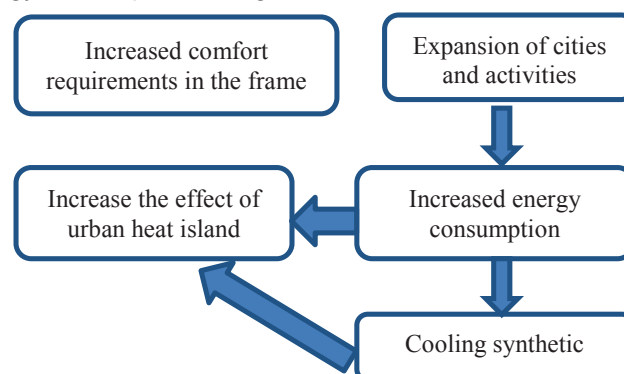 Increased comfort
requirements in the frame
Expansion of cities
and activities
Increase the effect of
urban heat island
Increased energy
consumption
Cooling synthetic